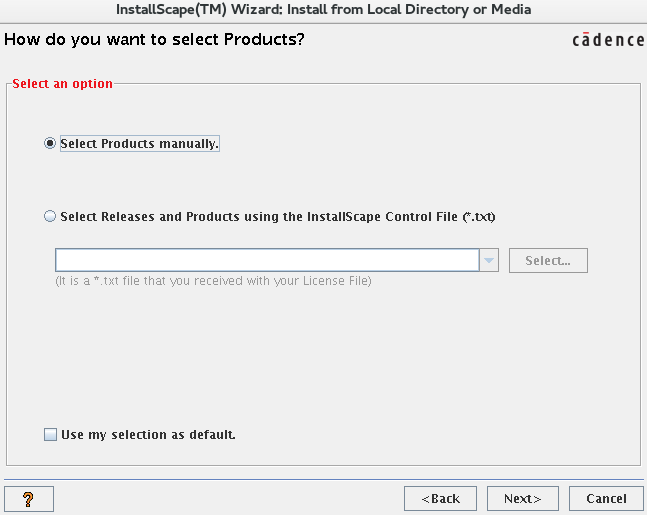 InstallScape(TM) Wizard: Install from Local Directory or Media
How do you want to select Products?
cādence
Select an option
Select Products manually.
Select Releases and Products using the InstallScape Control File (*.txt)
Select...
(It is a *.txt file that you received with your License File)
Use my selection as default.
?
<Back
Next>
Cancel